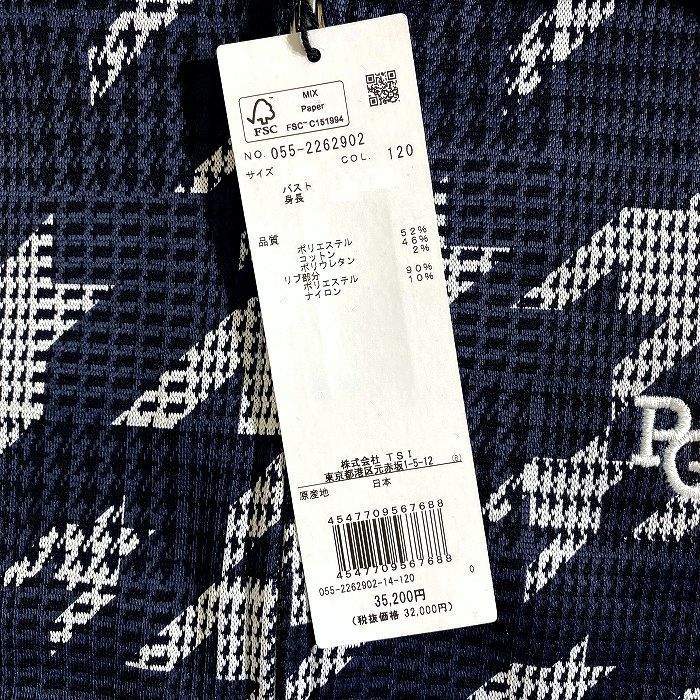 MIX
Paper
FSC
FSC™ C151994
NO. 055-2262902
サイズ COL. 120
バスト
身長
品質
ポリエステル 52%
コットン 46%
ポリウレタン 2%
リブ部分
ポリエステル 90%
ナイロン 10%
PG
株式会社 TSI
東京都港区元赤坂1-5-12
原産地 日本
4547709567688
4547709567688
055-2262902-14-120 0
35,200円
(税抜価格 32,000円)